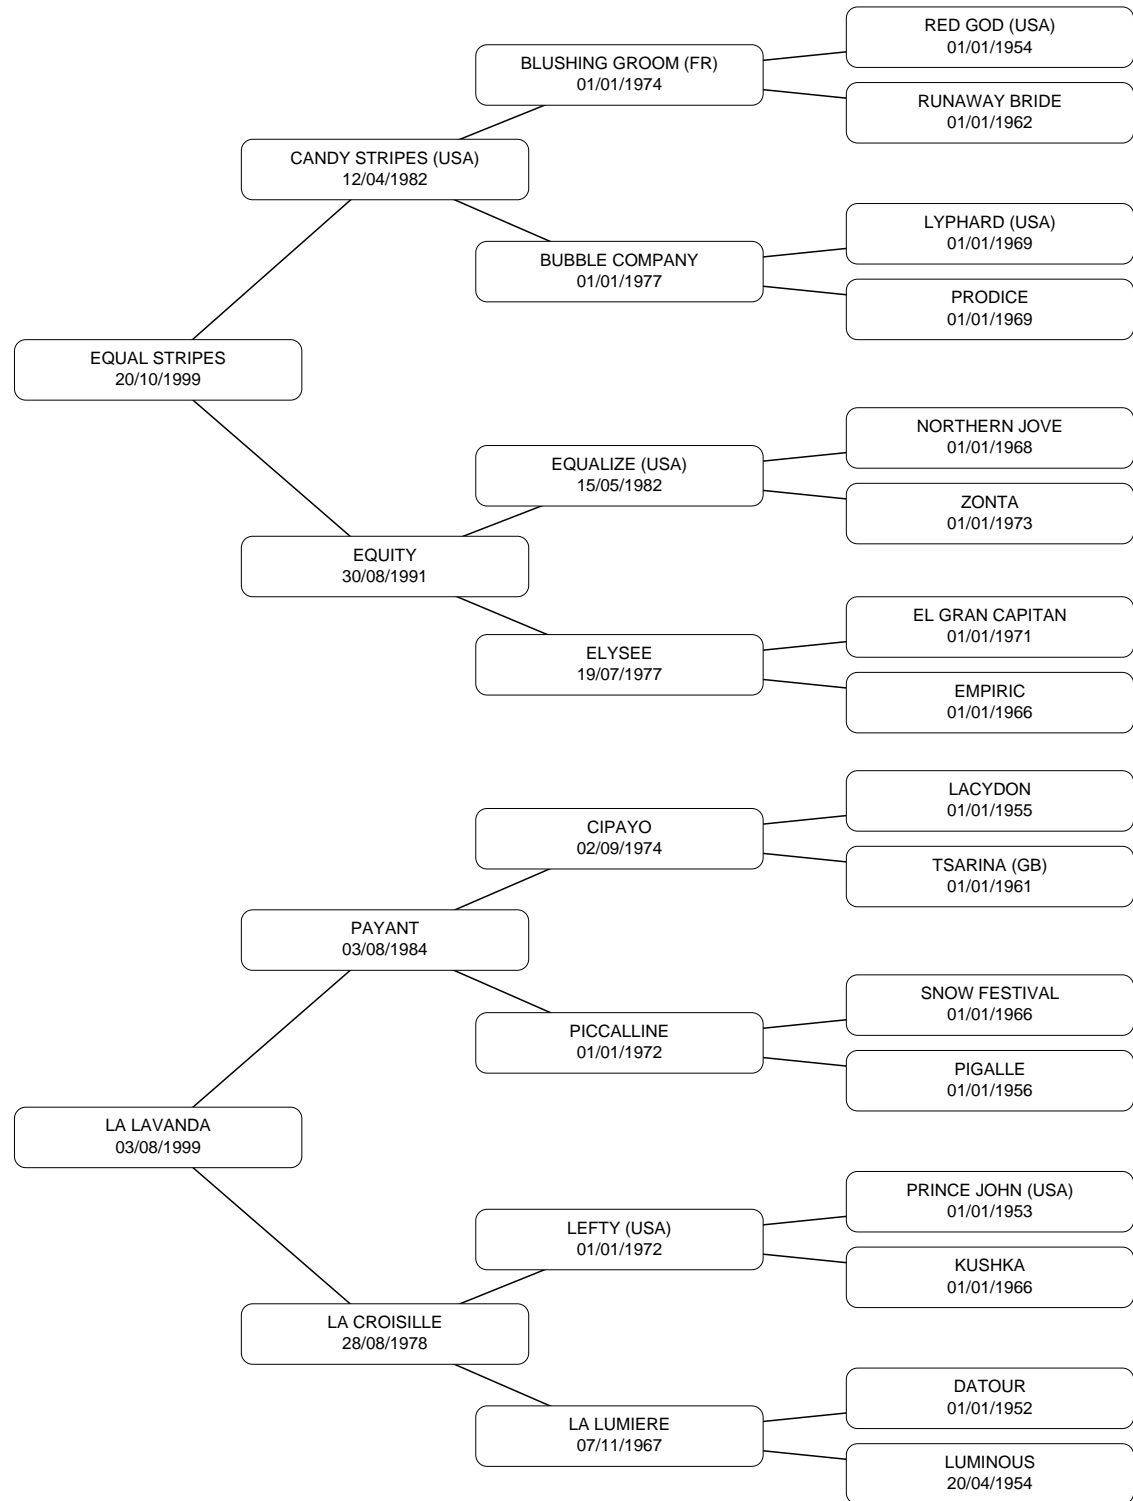 RED GOD (USA)
01/01/1954
BLUSHING GROOM (FR)
01/01/1974
RUNAWAY BRIDE
01/01/1962
CANDY STRIPES (USA)
12/04/1982
LYPHARD (USA)
01/01/1969
BUBBLE COMPANY
01/01/1977
PRODICE
01/01/1969
EQUAL STRIPES
20/10/1999
NORTHERN JOVE
01/01/1968
EQUALIZE (USA)
15/05/1982
ZONTA
01/01/1973
EQUITY
30/08/1991
EL GRAN CAPITAN
01/01/1971
ELYSEE
19/07/1977
EMPIRIC
01/01/1966
LACYDON
01/01/1955
CIPAYO
02/09/1974
TSARINA (GB)
01/01/1961
PAYANT
03/08/1984
SNOW FESTIVAL
01/01/1966
PICCALLINE
01/01/1972
PIGALLE
01/01/1956
LA LAVANDA
03/08/1999
PRINCE JOHN (USA)
01/01/1953
LEFTY (USA)
01/01/1972
KUSHKA
01/01/1966
LA CROISILLE
28/08/1978
DATOUR
01/01/1952
LA LUMIERE
07/11/1967
LUMINOUS
20/04/1954